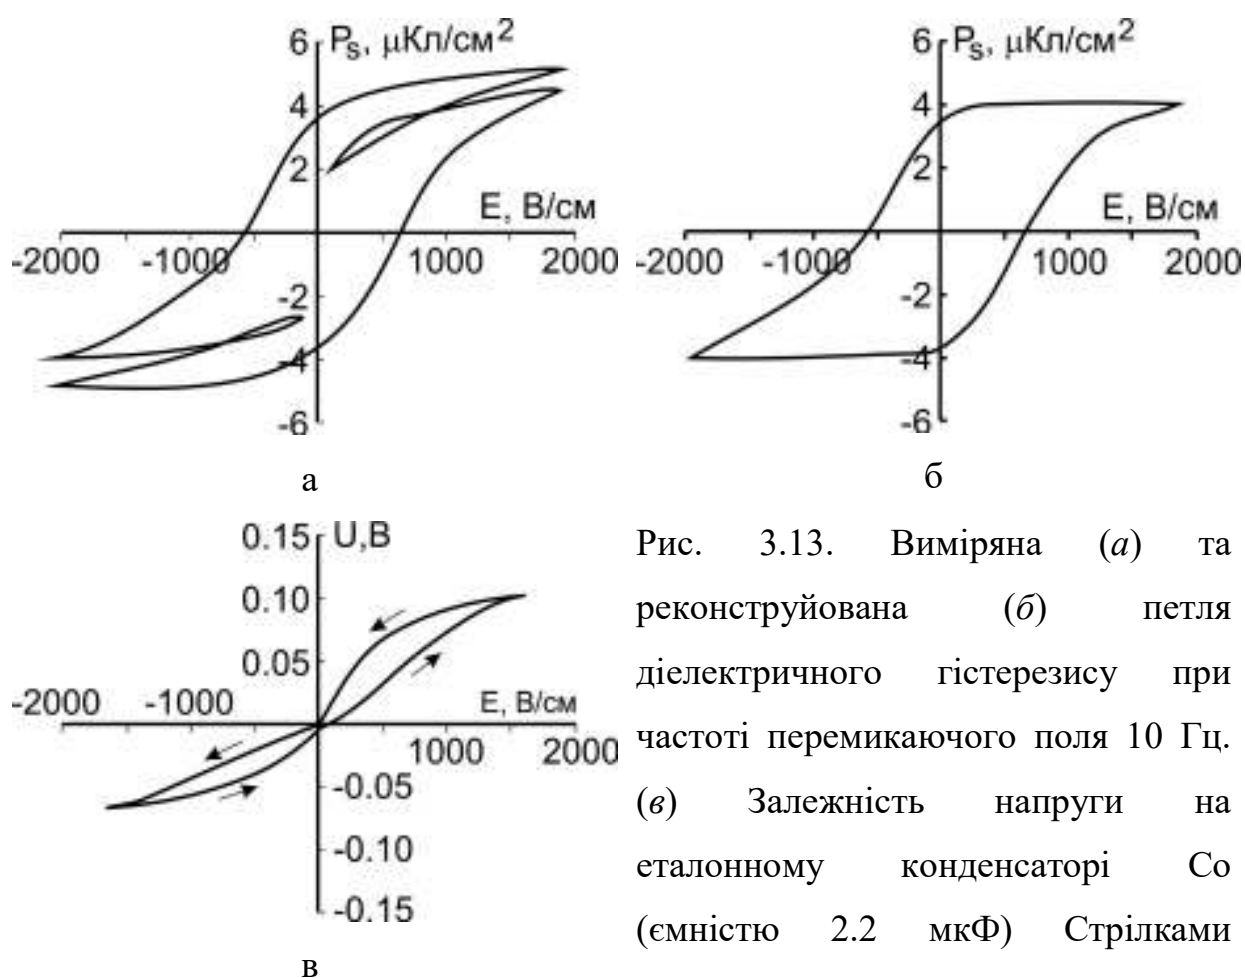 6 P_s, μКл/см²
4
2
E, В/см
-2000 -1000 1000 2000
-2
-4
-6
а
6 P_s, μКл/см²
4
2
E, В/см
-2000 -1000 1000 2000
-2
-4
-6
б
0.15 U,В
0.10
0.05
-2000 -1000 E, В/см
1000 2000
-0.05
-0.10
-0.15
в
Рис. 3.13. Виміряна (а) та
реконструйована (б) петля
діелектричного гістерезису при
частоті перемикаючого поля 10 Гц.
(в) Залежність напруги на
еталонному конденсаторі Со
(ємністю 2.2 мкФ) Стрілками